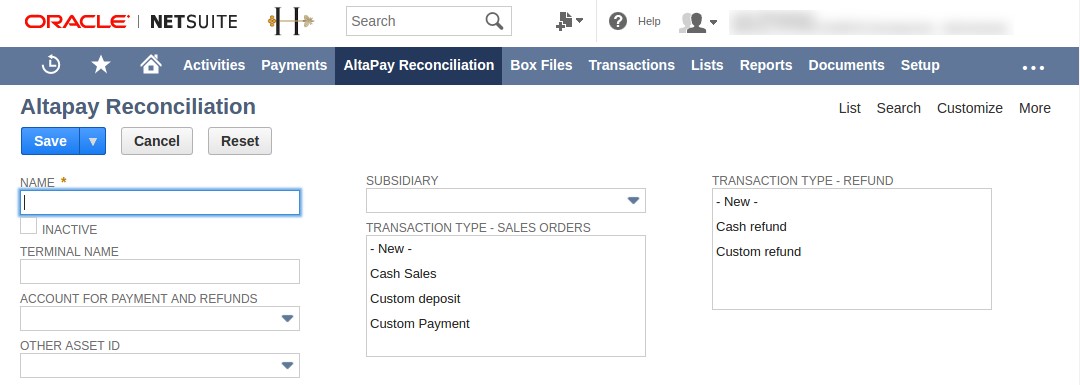 ORACLE | NETSUITE H Search Help
Activities Payments AltaPay Reconciliation Box Files Transactions Lists Reports Documents Setup ...
Altapay Reconciliation List Search Customize More
Save Cancel Reset
NAME *
INACTIVE
TERMINAL NAME
ACCOUNT FOR PAYMENT AND REFUNDS
OTHER ASSET ID
SUBSIDIARY
TRANSACTION TYPE - SALES ORDERS
- New -
Cash Sales
Custom deposit
Custom Payment
TRANSACTION TYPE - REFUND
- New -
Cash refund
Custom refund